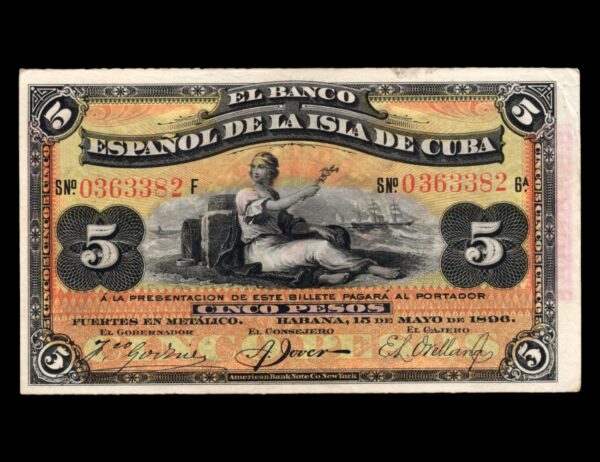 5 5
EL BANCO
ESPAÑOL DE LA ISLA DE CUBA
SNº 0363382 F SNº 0363382 6ª
5 5
Á LA PRESENTACION DE ESTE BILLETE PAGARÁ AL PORTADOR
CINCO PESOS
FUERTES EN METÁLICO. HABANA, 15 DE MAYO DE 1896.
EL GOBERNADOR EL CONSEJERO EL CAJERO
5 5
American Bank Note Co New York